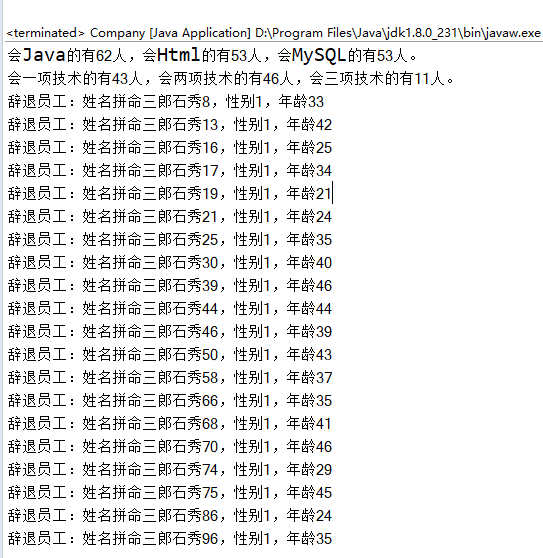 <terminated> Company [Java Application] D:\Program Files\Java\jdk1.8.0_231\bin\javaw.exe
会Java的有62人，会Html的有53人，会MySQL的有53人。
会一项技术的有43人，会两项技术的有46人，会三项技术的有11人。
辞退员工：姓名拼命三郎石秀8，性别1，年龄33
辞退员工：姓名拼命三郎石秀13，性别1，年龄42
辞退员工：姓名拼命三郎石秀16，性别1，年龄25
辞退员工：姓名拼命三郎石秀17，性别1，年龄34
辞退员工：姓名拼命三郎石秀19，性别1，年龄21
辞退员工：姓名拼命三郎石秀21，性别1，年龄24
辞退员工：姓名拼命三郎石秀25，性别1，年龄35
辞退员工：姓名拼命三郎石秀30，性别1，年龄40
辞退员工：姓名拼命三郎石秀39，性别1，年龄46
辞退员工：姓名拼命三郎石秀44，性别1，年龄44
辞退员工：姓名拼命三郎石秀46，性别1，年龄39
辞退员工：姓名拼命三郎石秀50，性别1，年龄43
辞退员工：姓名拼命三郎石秀58，性别1，年龄37
辞退员工：姓名拼命三郎石秀66，性别1，年龄35
辞退员工：姓名拼命三郎石秀68，性别1，年龄41
辞退员工：姓名拼命三郎石秀70，性别1，年龄46
辞退员工：姓名拼命三郎石秀74，性别1，年龄29
辞退员工：姓名拼命三郎石秀75，性别1，年龄45
辞退员工：姓名拼命三郎石秀86，性别1，年龄24
辞退员工：姓名拼命三郎石秀96，性别1，年龄35